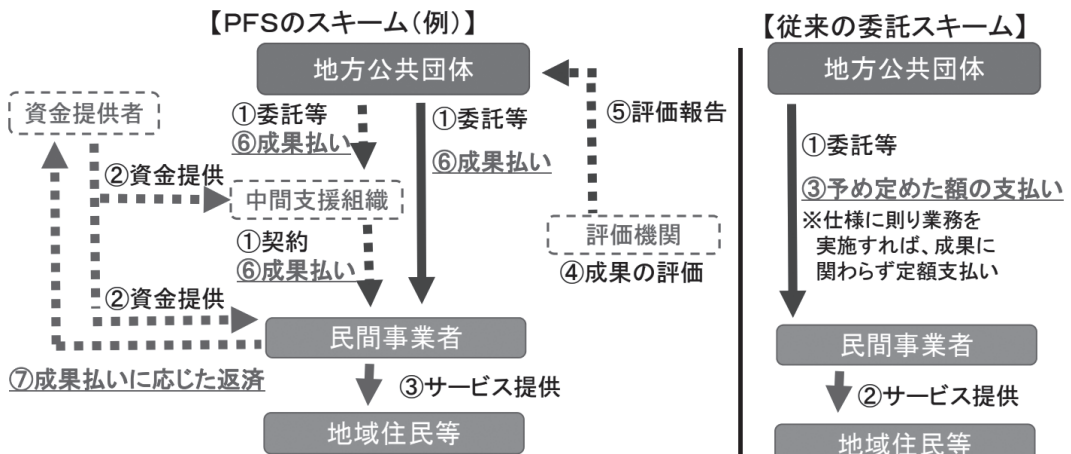 【PFSのスキーム(例)】
地方公共団体
資金提供者
①委託等
⑥成果払い
①委託等
⑥成果払い
⑤評価報告
②資金提供
中間支援組織
①契約
⑥成果払い
評価機関
④成果の評価
②資金提供
民間事業者
⑦成果払いに応じた返済
③サービス提供
地域住民等
【従来の委託スキーム】
地方公共団体
①委託等
③予め定めた額の支払い
※仕様に則り業務を
実施すれば、成果に
関わらず定額支払い
民間事業者
②サービス提供
地域住民等